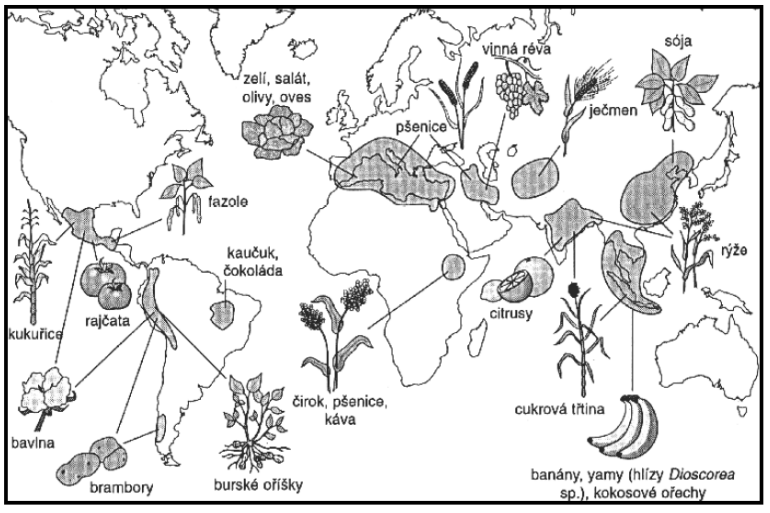 zelí, salát,
olivy, oves
vinná réva
sója
pšenice
ječmen
fazole
kaučuk,
čokoláda
rýže
kukuřice
rajčata
citrusy
čirok, pšenice,
káva
cukrová třtina
bavlna
brambory
burské oříšky
banány, yamy (hlízy Dioscorea
sp.), kokosové ořechy